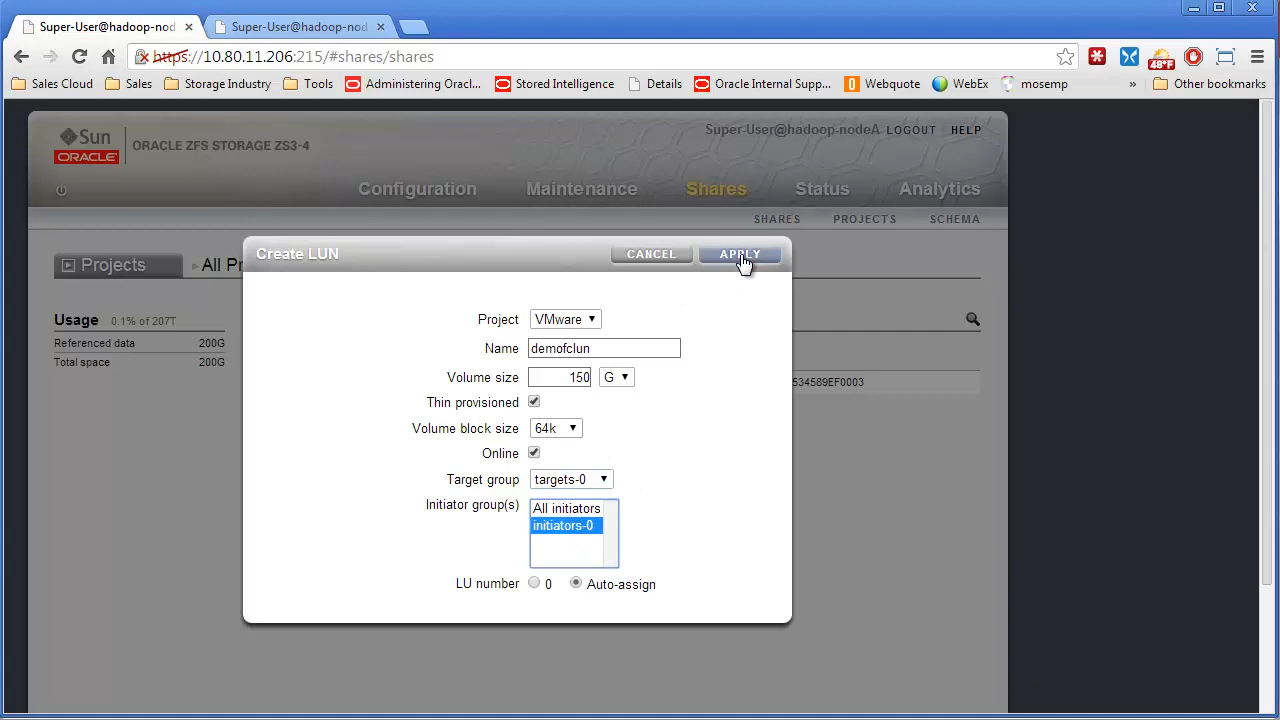 Super-User@hadoop-nod
Super-User@hadoop-nod
https://10.80.11.206:215/#shares/shares
48°F
Sales Cloud
Sales
Storage Industry
Tools
Administering Oracl...
Stored Intelligence
Details
Oracle Internal Supp...
Webquote
WebEx
mosemp
»
Other bookmarks
Sun
ORACLE
ORACLE ZFS STORAGE ZS3-4
Super-User@hadoop-nodeA LOGOUT HELP
Configuration
Maintenance
Shares
Status
Analytics
SHARES
PROJECTS
SCHEMA
Projects
All Pr
Usage 0.1% of 207T
Referenced data 200G
Total space 200G
534589EF0003
Create LUN
CANCEL
APPLY
Project VMware
Name demofclun
Volume size 150 G
Thin provisioned
Volume block size 64k
Online
Target group targets-0
Initiator group(s) All initiators
initiators-0
LU number 0 Auto-assign